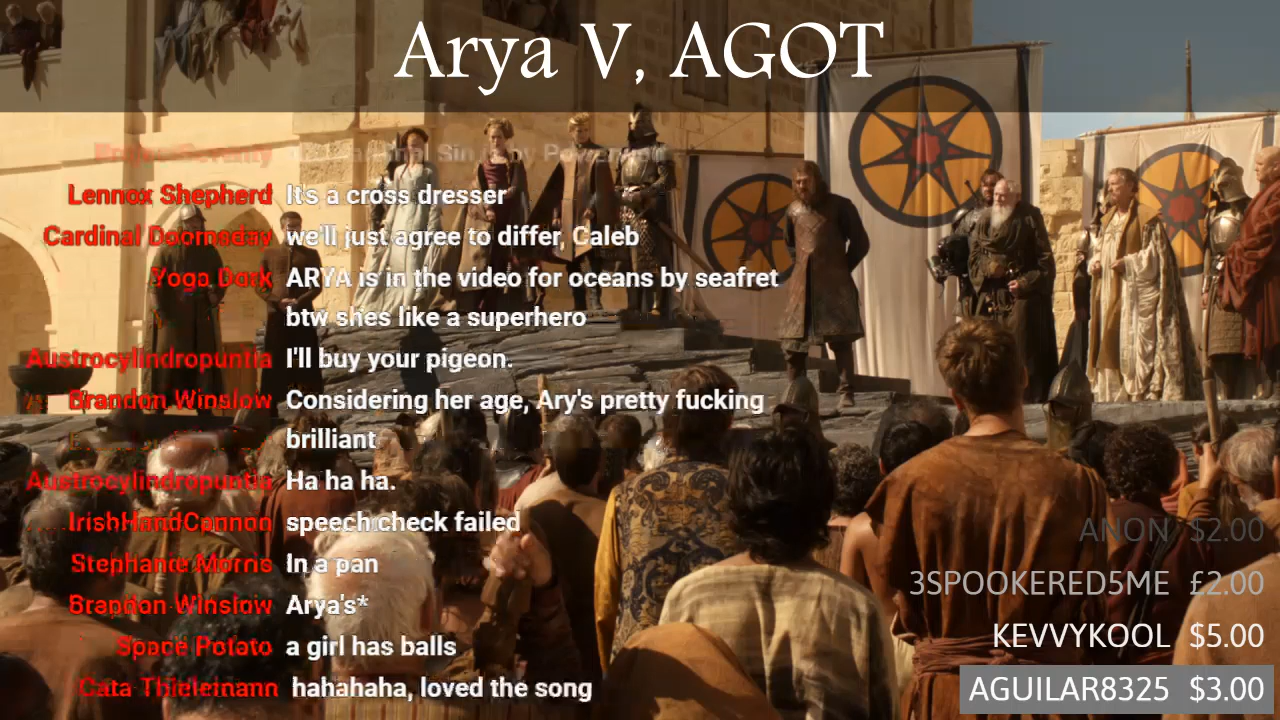 Arya V, AGOT
Lennox Shepherd It's a cross dresser
Cardinal Doomsday we'll just agree to differ, Caleb
Yoga Dark ARYA is in the video for oceans by seafret
btw shes like a superhero
Austrocylindropuntia I'll buy your pigeon.
Brandon Winslow Considering her age, Ary's pretty fucking
brilliant
Austrocylindropuntia Ha ha ha.
IrishHandCannon speech check failed
Stephanie Morris In a pan
Brandon Winslow Arya's*
Space Potato a girl has balls
Cata Thielemann hahahaha, loved the song
ANON $2.00
3SPOOKERED5ME £2.00
KEVVYKOOL $5.00
AGUILAR8325 $3.00